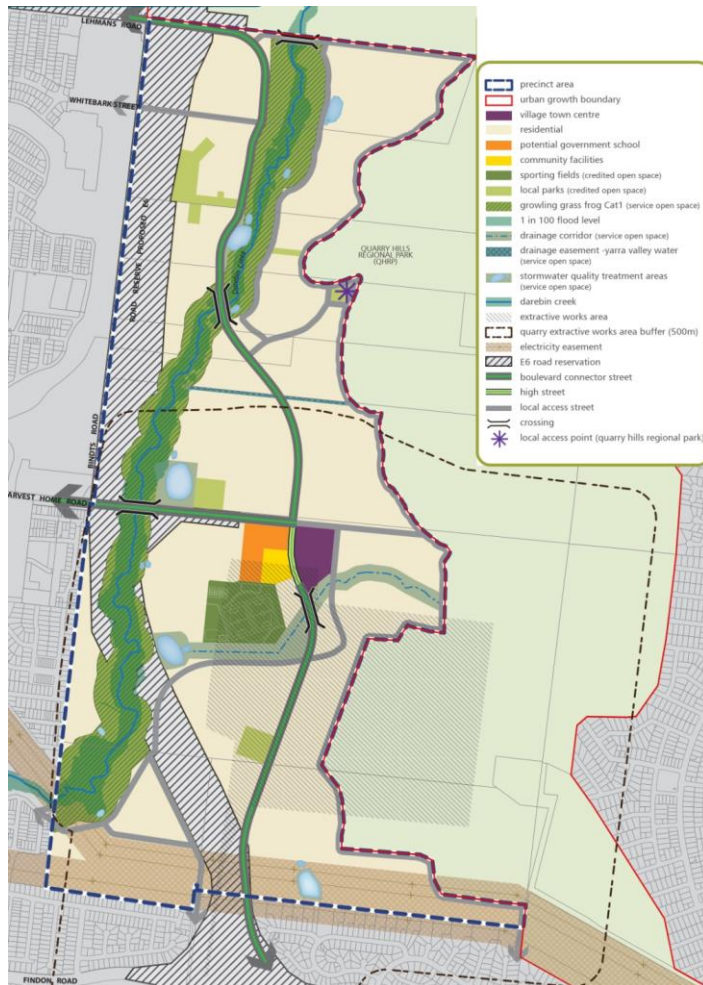 LEHMANS ROAD
WHITEBARK STREET
ROAD RESERVE - PROPOSED E6
QUARRY HILLS
REGIONAL PARK
(QHRP)
BINDTS ROAD
ARVEST HOME ROAD
FINDON ROAD
precinct area
urban growth boundary
village town centre
residential
potential government school
community facilities
sporting fields (credited open space)
local parks (credited open space)
growling grass frog Cat1 (service open space)
1 in 100 flood level
drainage corridor (service open space)
drainage easement -yarra valley water
(service open space)
stormwater quality treatment areas
(service open space)
darebin creek
extractive works area
quarry extractive works area buffer (500m)
electricity easement
E6 road reservation
boulevard connector street
high street
local access street
crossing
local access point (quarry hills regional park)